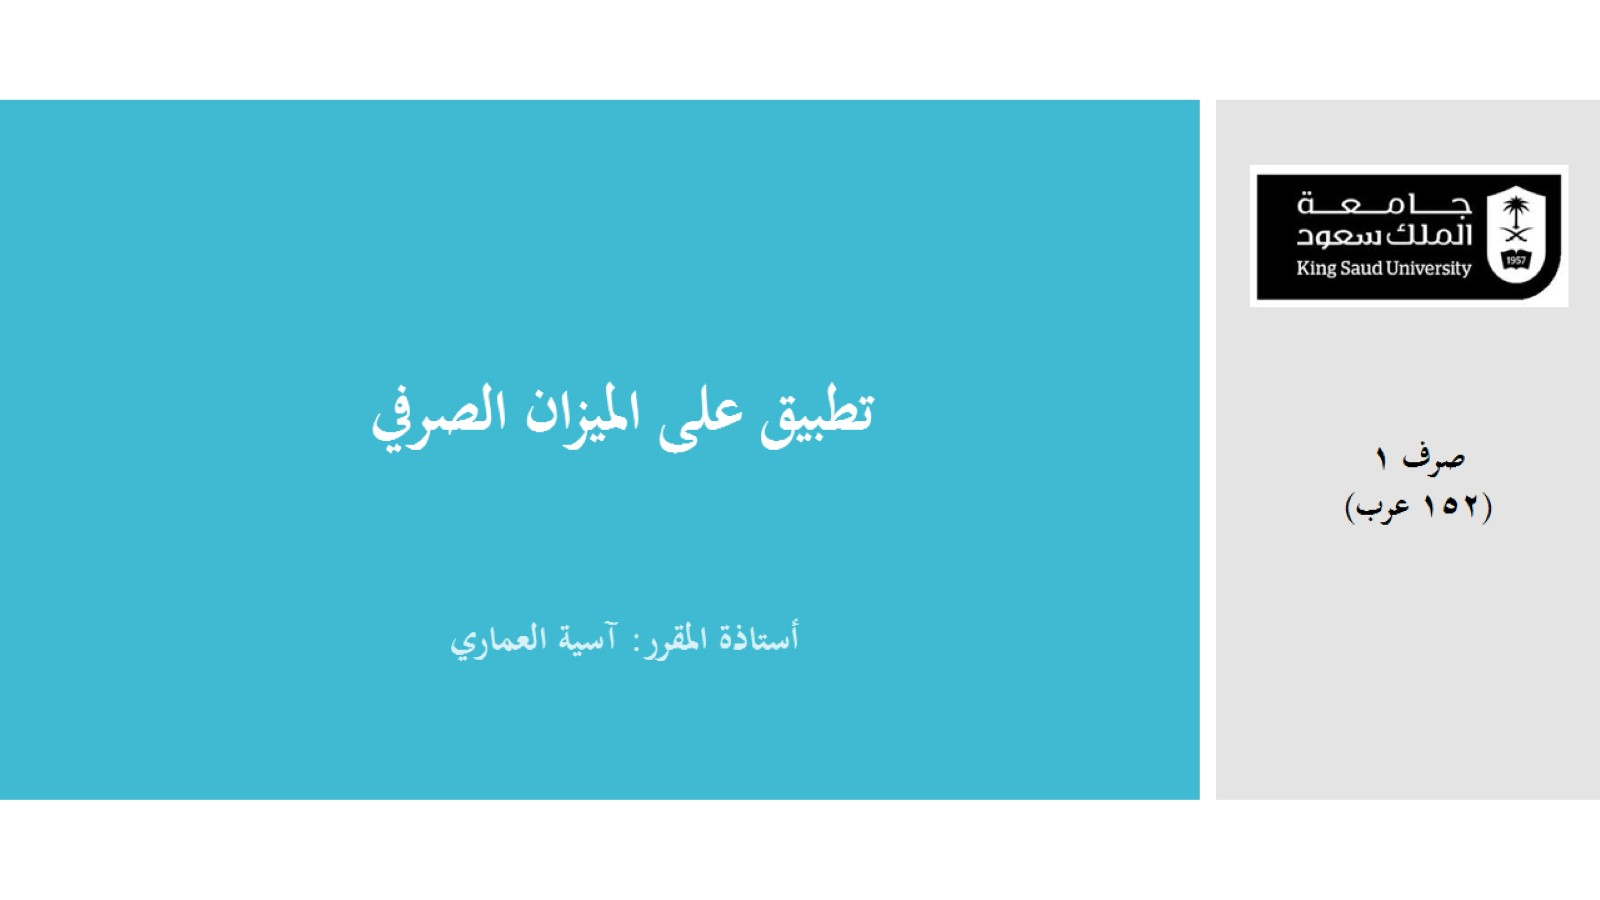 جامعة
الملك سعود
King Saud University
1957
صرف ١
(١٥٢ عرب)
تطبيق على الميزان الصرفي
أستاذة المقرر: آسية العماري